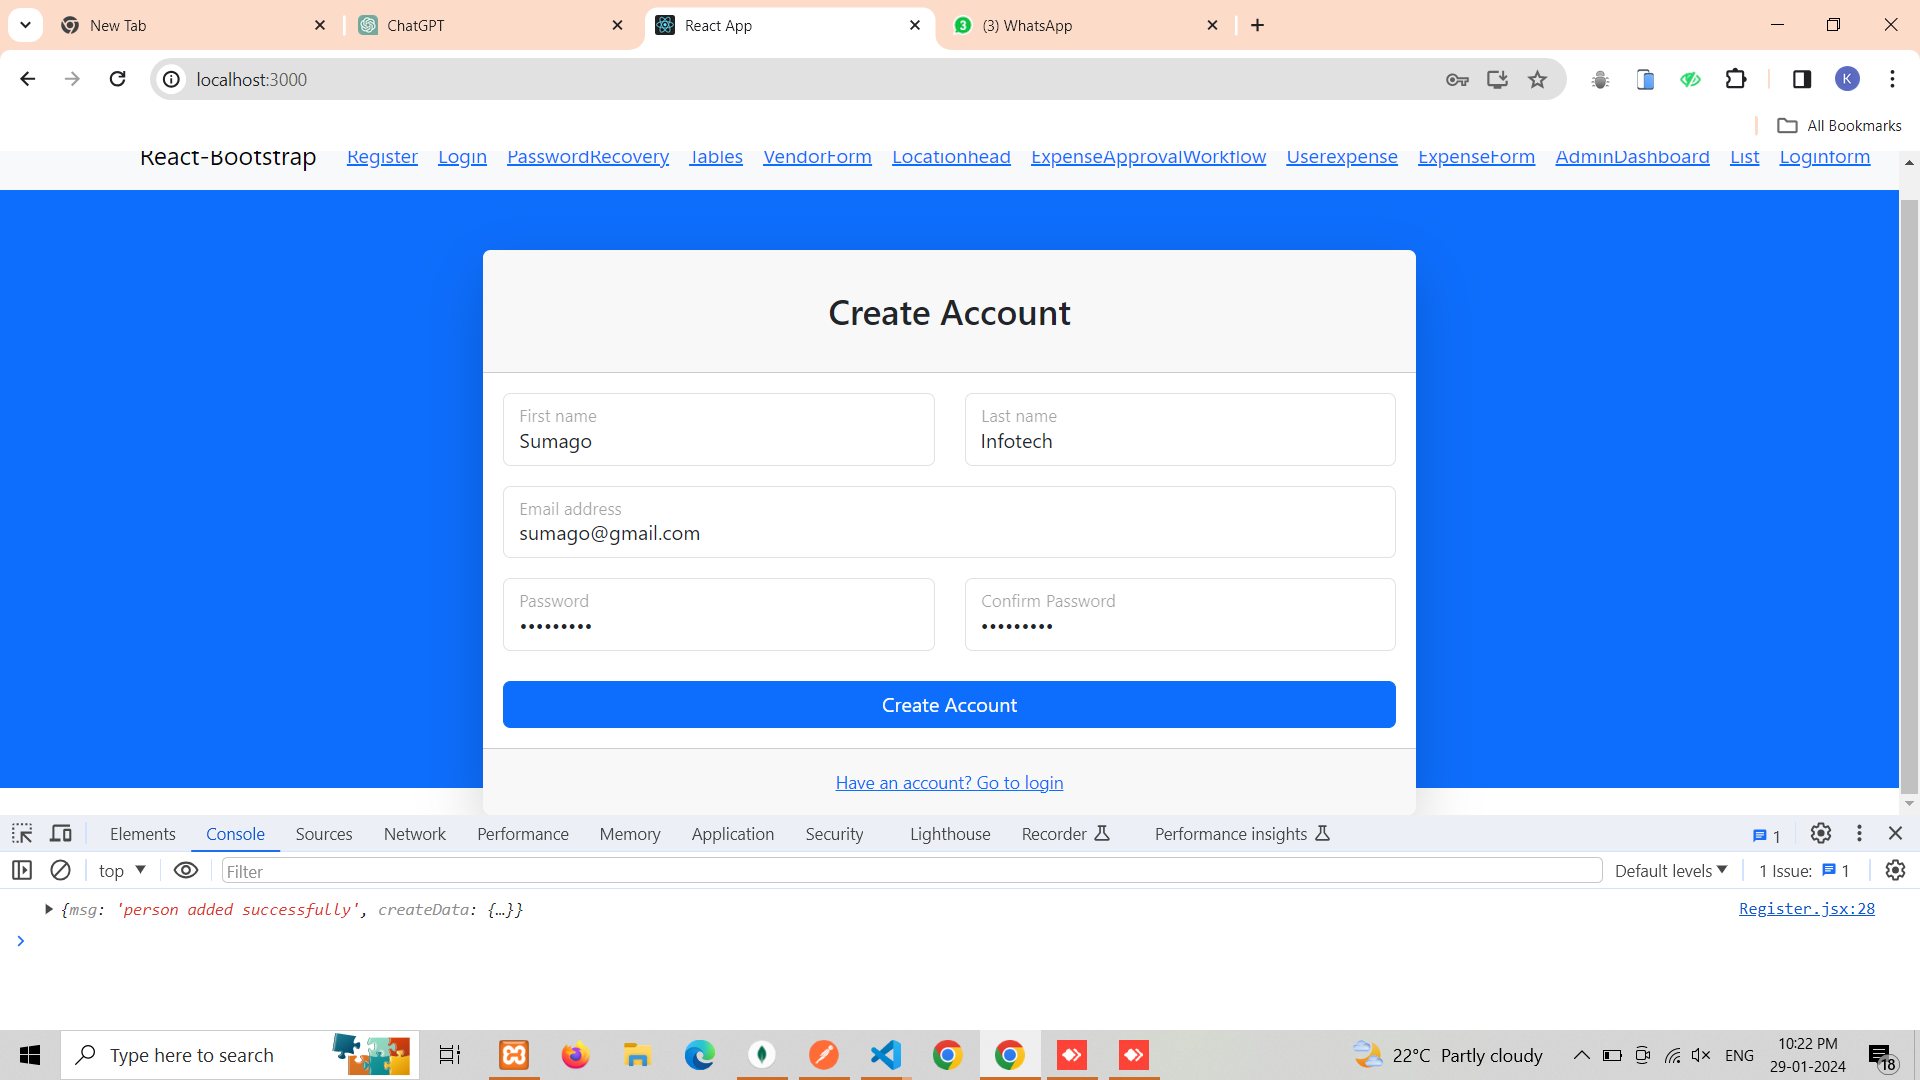 New Tab
ChatGPT
React App
(3) WhatsApp
localhost:3000
K
All Bookmarks
React-Bootstrap Register Login PasswordRecovery Tables VendorForm Locationhead ExpenseApprovalWorkflow Userexpense ExpenseForm AdminDashboard List Loginform
Create Account
First name
Sumago
Last name
Infotech
Email address
sumago@gmail.com
Password
•••••••••
Confirm Password
•••••••••
Create Account
Have an account? Go to login
Elements Console Sources Network Performance Memory Application Security Lighthouse Recorder Performance insights 1
top Filter Default levels 1 Issue: 1
{msg: 'person added successfully', createData: {…}} Register.jsx:28
Type here to search
22°C Partly cloudy
ENG
10:22 PM
29-01-2024
18